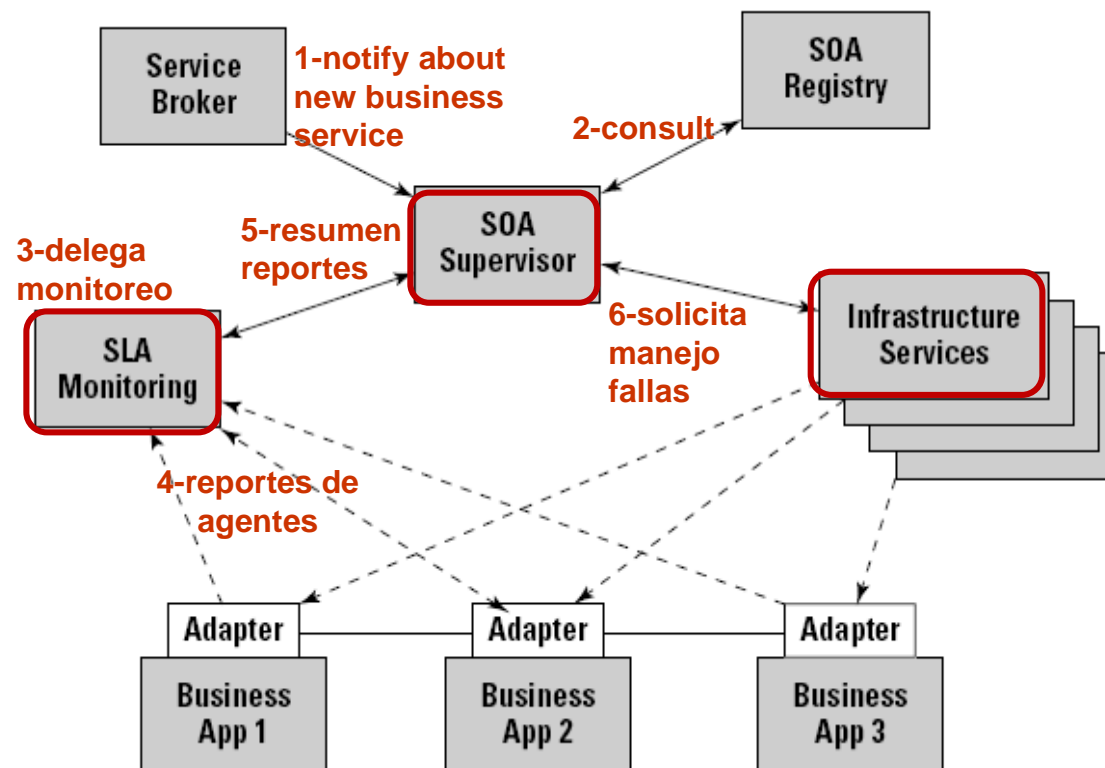 Service
Broker
1-notify about
new business
service
SOA
Registry
2-consult
SOA
Supervisor
3-delega
monitoreo
5-resumen
reportes
SLA
Monitoring
6-solicita
manejo
fallas
Infrastructure
Services
4-reportes de
agentes
Adapter
Adapter
Adapter
Business
App 1
Business
App 2
Business
App 3